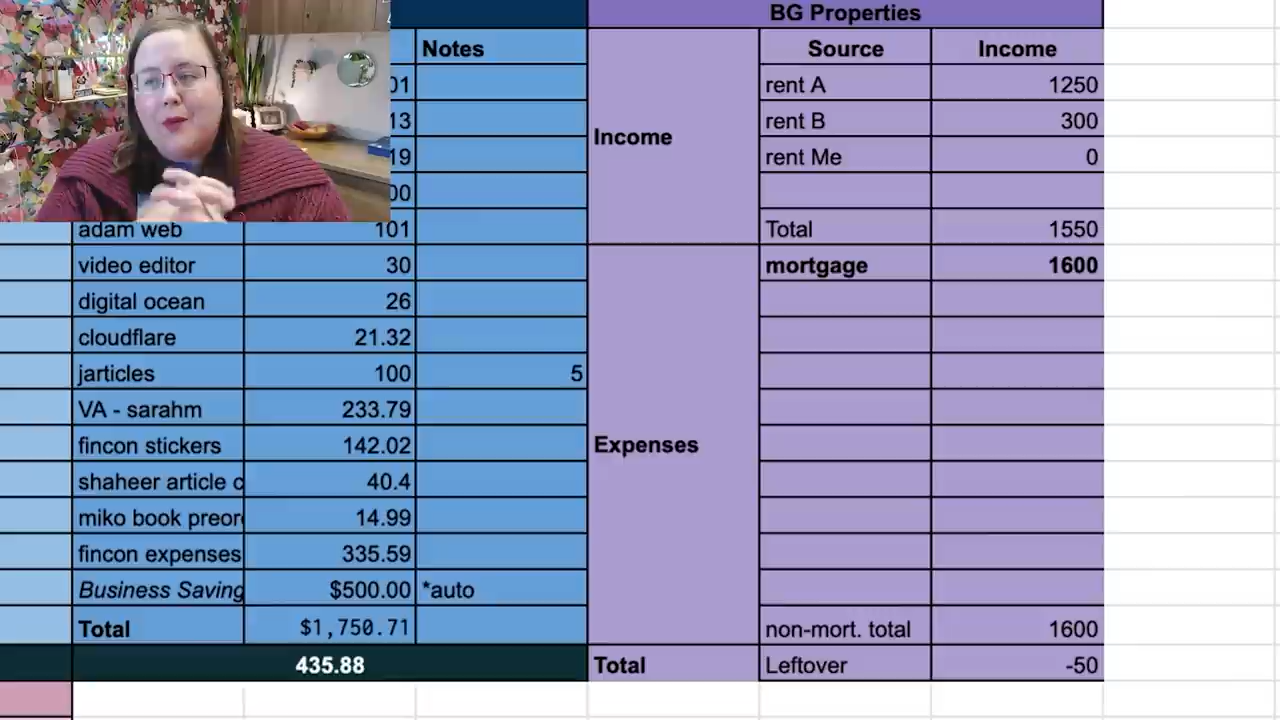 BG Properties
Notes Source Income
01 rent A 1250
13 rent B 300
Income
19 rent Me 0
00
adam web 101 Total 1550
video editor 30 mortgage 1600
digital ocean 26
cloudflare 21.32
jarticles 100 5
VA - sarahm 233.79
fincon stickers 142.02 Expenses
shaheer article c 40.4
miko book preor 14.99
fincon expenses 335.59
Business Saving $500.00 *auto
Total $1,750.71 non-mort. total 1600
435.88 Total Leftover -50